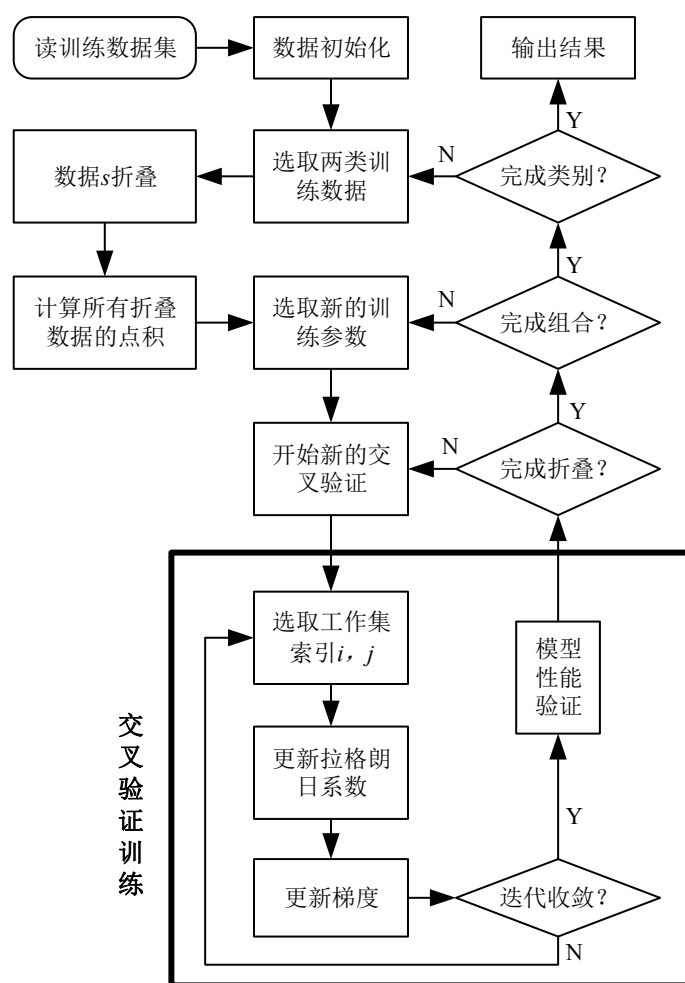 读训练数据集
数据初始化
输出结果
Y
数据s折叠
选取两类训
练数据
N
完成类别？
Y
计算所有折叠
数据的点积
选取新的训
练参数
N
完成组合？
Y
开始新的交
叉验证
N
完成折叠？
选取工作集
索引i，j
模型
性能
验证
交叉验证训练
更新拉格朗
日系数
Y
更新梯度
迭代收敛？
N